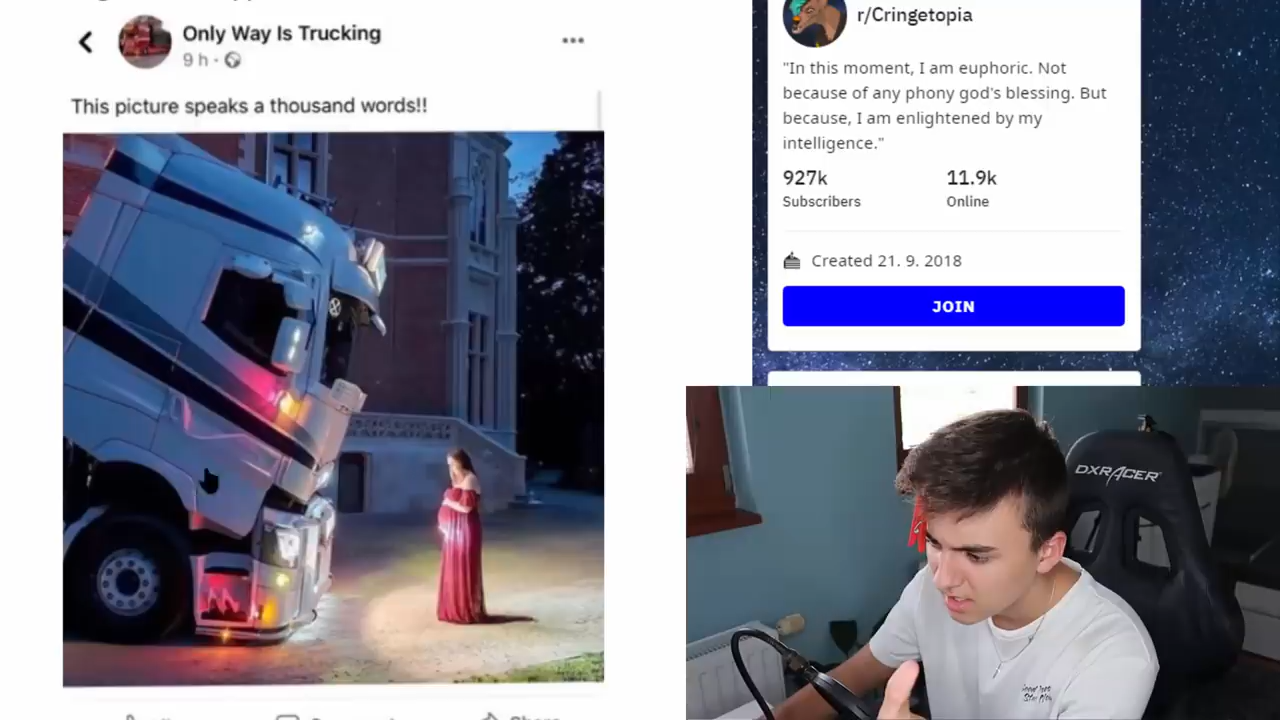 Only Way Is Trucking
9 h
This picture speaks a thousand words!!
Share
r/Cringetopia
"In this moment, I am euphoric. Not
because of any phony god's blessing. But
because, I am enlightened by my
intelligence."
927k 11.9k
Subscribers Online
Created 21. 9. 2018
JOIN
DXRACER